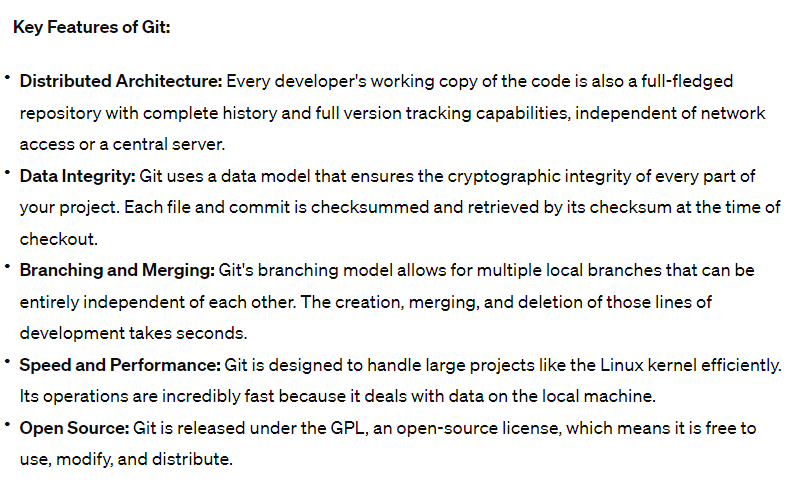 Key Features of Git:
• Distributed Architecture: Every developer's working copy of the code is also a full-fledged
repository with complete history and full version tracking capabilities, independent of network
access or a central server.
• Data Integrity: Git uses a data model that ensures the cryptographic integrity of every part of
your project. Each file and commit is checksummed and retrieved by its checksum at the time of
checkout.
• Branching and Merging: Git's branching model allows for multiple local branches that can be
entirely independent of each other. The creation, merging, and deletion of those lines of
development takes seconds.
• Speed and Performance: Git is designed to handle large projects like the Linux kernel efficiently.
Its operations are incredibly fast because it deals with data on the local machine.
• Open Source: Git is released under the GPL, an open-source license, which means it is free to
use, modify, and distribute.